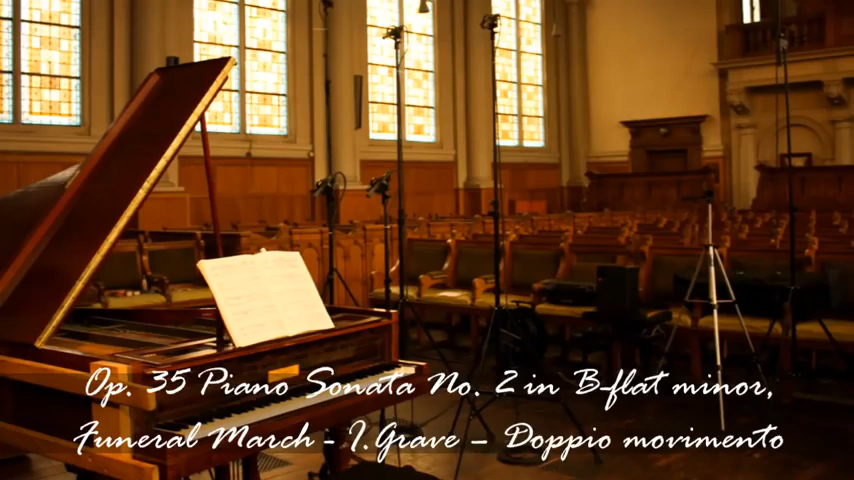 Op. 35 Piano Sonata No. 2 in B-flat minor,
Funeral March - I. Grave – Doppio movimento